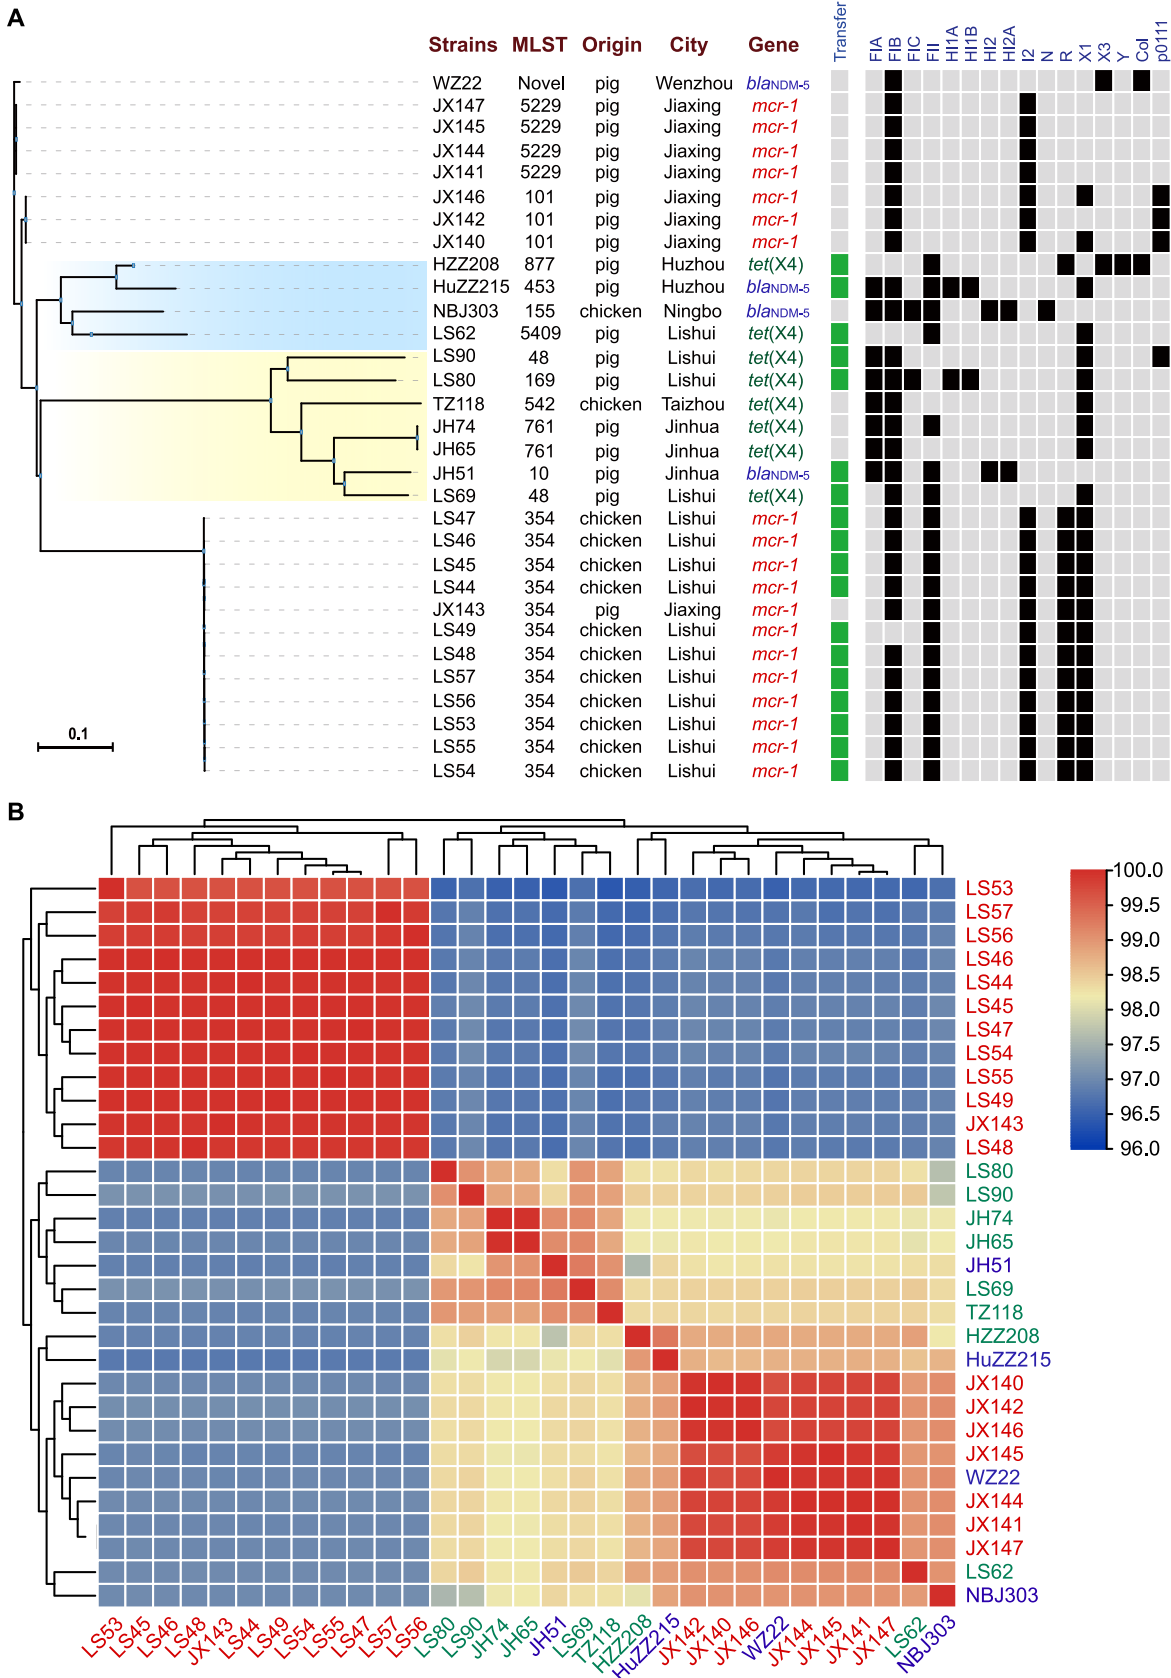 A
Strains MLST Origin City Gene Transfer FIA FIB FIC FII HI1A HI1B HI2 HI2A I2 N R X1 X3 Y Col p0111
WZ22 Novel pig Wenzhou blaNDM-5
JX147 5229 pig Jiaxing mcr-1
JX145 5229 pig Jiaxing mcr-1
JX144 5229 pig Jiaxing mcr-1
JX141 5229 pig Jiaxing mcr-1
JX146 101 pig Jiaxing mcr-1
JX142 101 pig Jiaxing mcr-1
JX140 101 pig Jiaxing mcr-1
HZZ208 877 pig Huzhou tet(X4)
HuZZ215 453 pig Huzhou blaNDM-5
NBJ303 155 chicken Ningbo blaNDM-5
LS62 5409 pig Lishui tet(X4)
LS90 48 pig Lishui tet(X4)
LS80 169 pig Lishui tet(X4)
TZ118 542 chicken Taizhou tet(X4)
JH74 761 pig Jinhua tet(X4)
JH65 761 pig Jinhua tet(X4)
JH51 10 pig Jinhua blaNDM-5
LS69 48 pig Lishui tet(X4)
LS47 354 chicken Lishui mcr-1
LS46 354 chicken Lishui mcr-1
LS45 354 chicken Lishui mcr-1
LS44 354 chicken Lishui mcr-1
JX143 354 pig Jiaxing mcr-1
LS49 354 chicken Lishui mcr-1
LS48 354 chicken Lishui mcr-1
LS57 354 chicken Lishui mcr-1
LS56 354 chicken Lishui mcr-1
LS53 354 chicken Lishui mcr-1
LS55 354 chicken Lishui mcr-1
LS54 354 chicken Lishui mcr-1
0.1
B
LS53
LS57
LS56
LS46
LS44
LS45
LS47
LS54
LS55
LS49
JX143
LS48
LS80
LS90
JH74
JH65
JH51
LS69
TZ118
HZZ208
HuZZ215
JX140
JX142
JX146
JX145
WZ22
JX144
JX141
JX147
LS62
NBJ303
100.0
99.5
99.0
98.5
98.0
97.5
97.0
96.5
96.0
LS53 LS45 LS46 LS48 JX143 LS44 LS49 LS54 LS55 LS47 LS57 LS56 LS80 LS90 JH74 JH65 JH51 LS69 TZ118 HZZ208 HuZZ215 JX142 JX140 JX146 WZ22 JX144 JX145 JX141 JX147 LS62 NBJ303